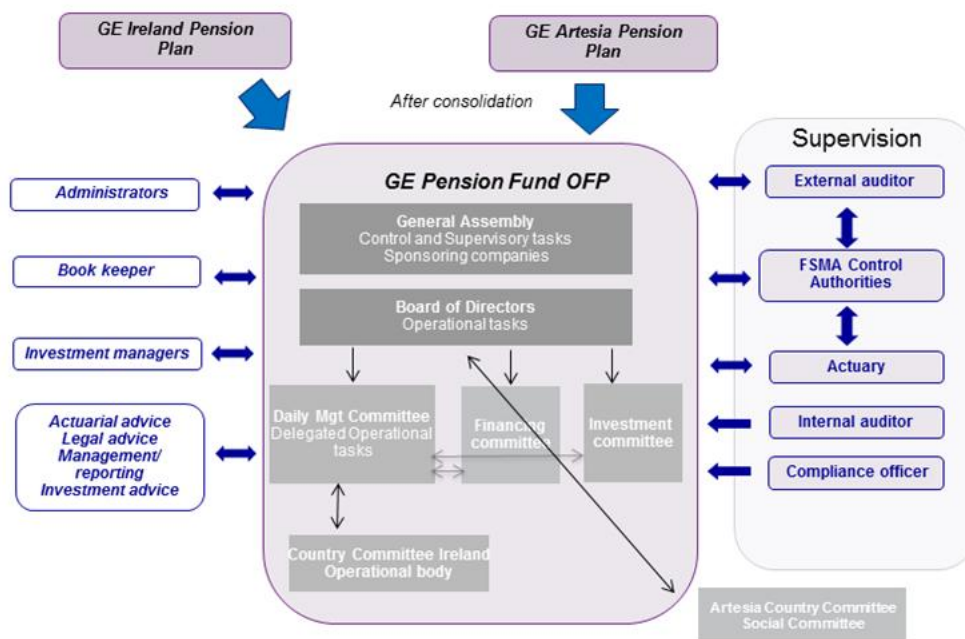 GE Ireland Pension
Plan
GE Artesia Pension
Plan
After consolidation
Supervision
GE Pension Fund OFP
General Assembly
Control and Supervisory tasks
Sponsoring companies
Board of Directors
Operational tasks
Daily Mgt Committee
Delegated Operational
tasks
Financing
committee
Investment
committee
Country Committee Ireland
Operational body
Artesia Country Committee
Social Committee
Administrators
Book keeper
Investment managers
Actuarial advice
Legal advice
Management/
reporting
Investment advice
External auditor
FSMA Control
Authorities
Actuary
Internal auditor
Compliance officer